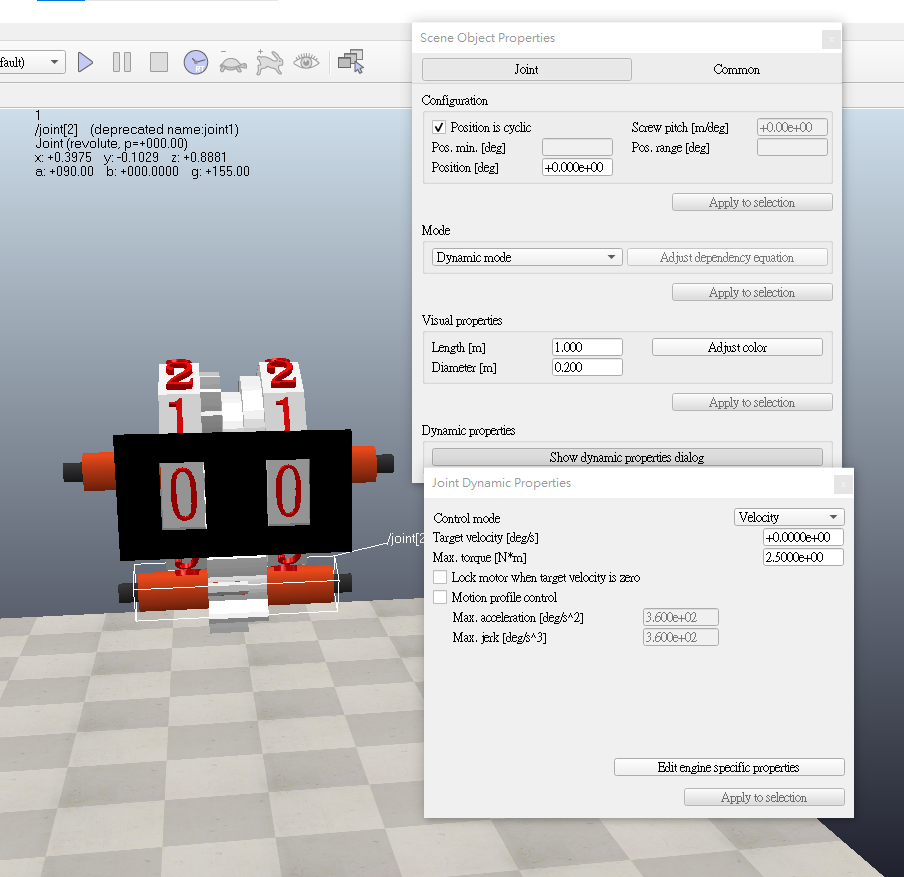 Scene Object Properties
fault)
Joint Common
Configuration
Position is cyclic Screw pitch [m/deg] +0.00e+00
Pos. min. [deg] Pos. range [deg]
Position [deg] +0.000e+00
Apply to selection
Mode
Dynamic mode Adjust dependency equation
Apply to selection
Visual properties
Length [m] 1.000 Adjust color
Diameter [m] 0.200
Apply to selection
Dynamic properties
Show dynamic properties dialog
1
/joint[2] (deprecated name:joint1)
Joint (revolute, p=+000.00)
x: +0.3975 y: -0.1029 z: +0.8881
a: +090.00 b: +000.0000 g: +155.00
2 2
1 1
0 0
/joint[2
Joint Dynamic Properties
Control mode Velocity
Target velocity [deg/s] +0.0000e+00
Max. torque [N*m] 2.5000e+00
Lock motor when target velocity is zero
Motion profile control
Max. acceleration [deg/s^2] 3.600e+02
Max. jerk [deg/s^3] 3.600e+02
Edit engine specific properties
Apply to selection